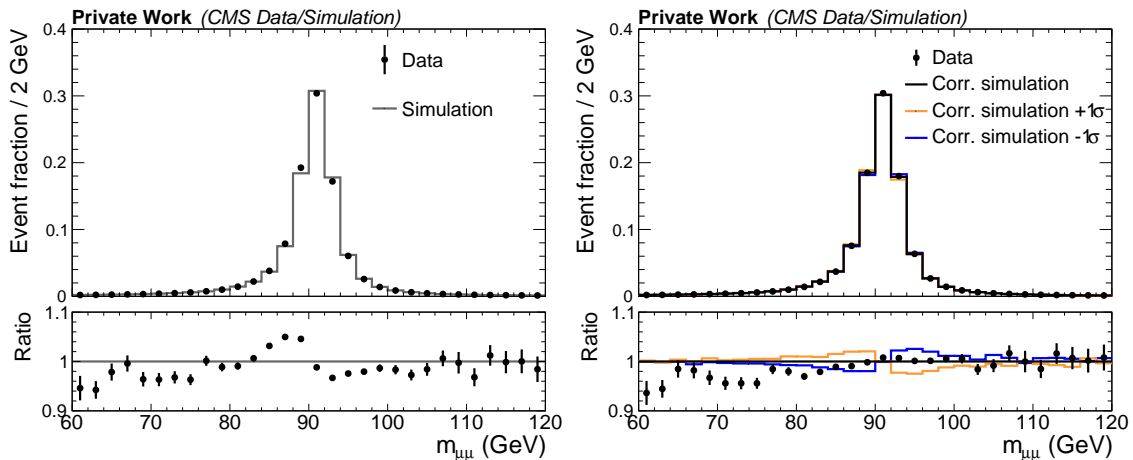 Private Work (CMS Data/Simulation)
Event fraction / 2 GeV
0.4
0.3
0.2
0.1
0
Data
Simulation
Ratio
1.1
1
0.9
60 70 80 90 100 110 120
mμμ (GeV)
Private Work (CMS Data/Simulation)
Event fraction / 2 GeV
0.4
0.3
0.2
0.1
0
Data
Corr. simulation
Corr. simulation +1σ
Corr. simulation -1σ
Ratio
1.1
1
0.9
60 70 80 90 100 110 120
mμμ (GeV)